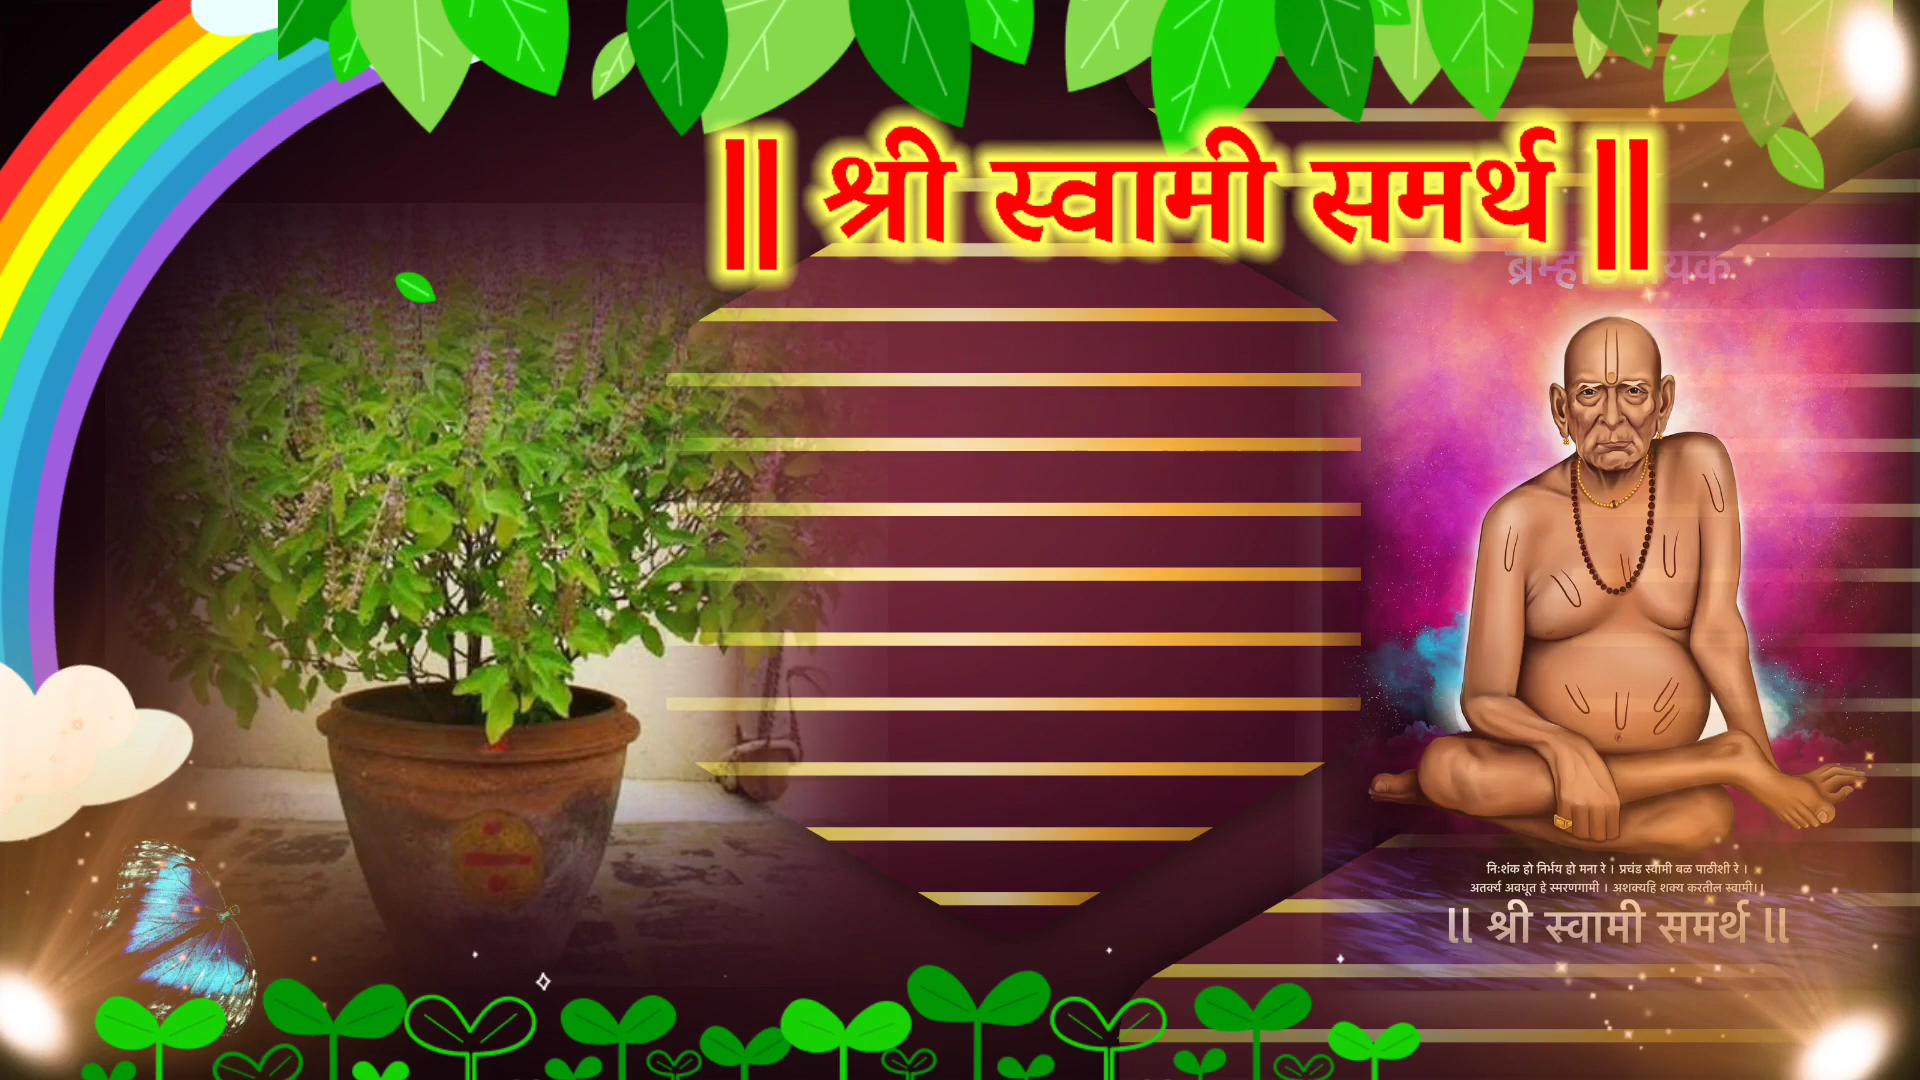 || श्री स्वामी समर्थ ||
नि:शंक हो निर्भय हो मना रे । प्रचंड स्वामी बळ पाठीशी रे ।
अतर्क्य अवधूत हे स्मरणगामी । अशक्यहि शक्य करतील स्वामी।।
|| श्री स्वामी समर्थ ||